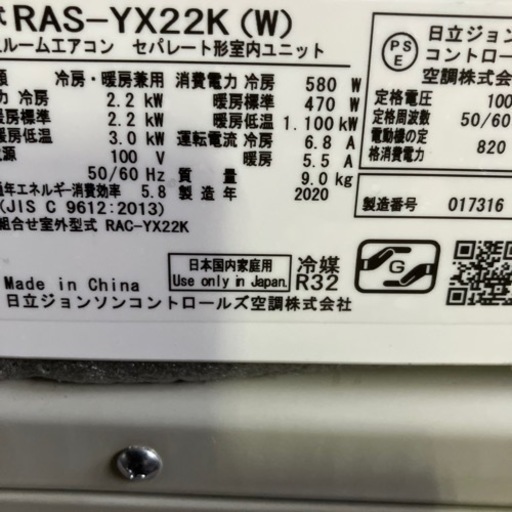 式 RAS-YX22K(W)
ルームエアコン セパレート形室内ユニット
冷房・暖房兼用
冷房 2.2 kW
暖房標準 2.2 kW
暖房低温 3.0 kW
電源 100 V
50/60 Hz
通年エネルギー消費効率 5.8
(JIS C 9612:2013)
組合せ室外型式 RAC-YX22K
消費電力 冷房 580 W
暖房標準 470 W
暖房低温 1.100 kW
運転電流 冷房 6.8 A
暖房 5.5 A
質量 9.0 kg
製造年 2020
PSE
日立ジョンソン
コントロール
空調株式会
定格電圧 100
定格周波数 50/60
電動機の定
格消費電力 820
製造番号 017316
Made in China
日本国内家庭用
Use only in Japan.
冷媒
R32
G
日立ジョンソンコントロールズ空調株式会社